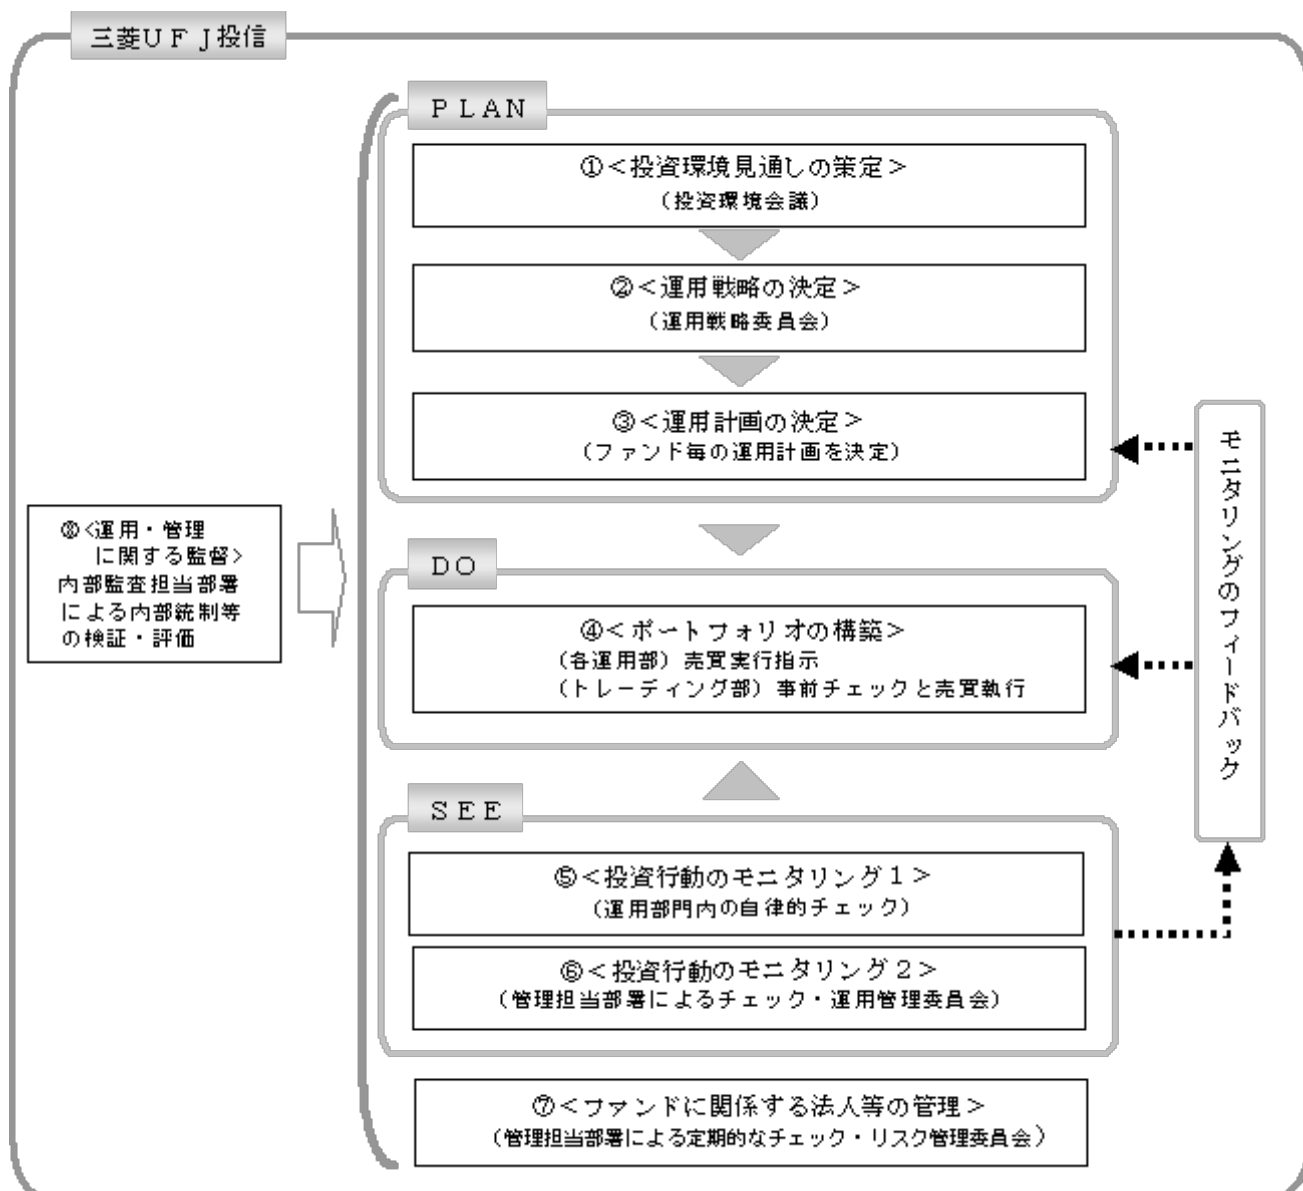 三菱ＵＦＪ投信
ＰＬＡＮ
①＜投資環境見通しの策定＞
（投資環境会議）
②＜運用戦略の決定＞
（運用戦略委員会）
③＜運用計画の決定＞
（ファンド毎の運用計画を決定）
モニタリングのフィードバック
⑧＜運用・管理
に関する監督＞
内部監査担当部署
による内部統制等
の検証・評価
ＤＯ
④＜ポートフォリオの構築＞
（各運用部）売買実行指示
（トレーディング部）事前チェックと売買執行
ＳＥＥ
⑤＜投資行動のモニタリング１＞
（運用部門内の自律的チェック）
⑥＜投資行動のモニタリング２＞
（管理担当部署によるチェック・運用管理委員会）
⑦＜ファンドに関係する法人等の管理＞
（管理担当部署による定期的なチェック・リスク管理委員会）